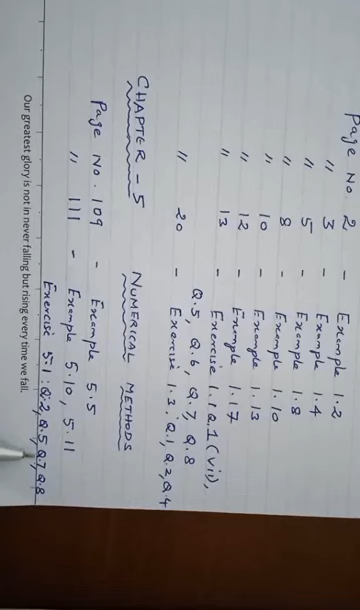 Page No. 2 - Example 1.2
" 3 - Example 1.4
" 5 - Example 1.8
" 8 - Example 1.10
" 10 - Example 1.13
" 12 - Example 1.17
" 13 - Exercise 1.1 Q.1(vii),
Q.5, Q.6, Q.7, Q.8
" 20 - Exercise 1.3: Q.1, Q.2, Q.4
CHAPTER - 5 NUMERICAL METHODS
Page No. 109 - Example 5.5
" 111 - Example 5.10, 5.11
Exercise 5.1: Q.2, Q.5, Q.7, Q.8
Our greatest glory is not in never falling but rising every time we fall.